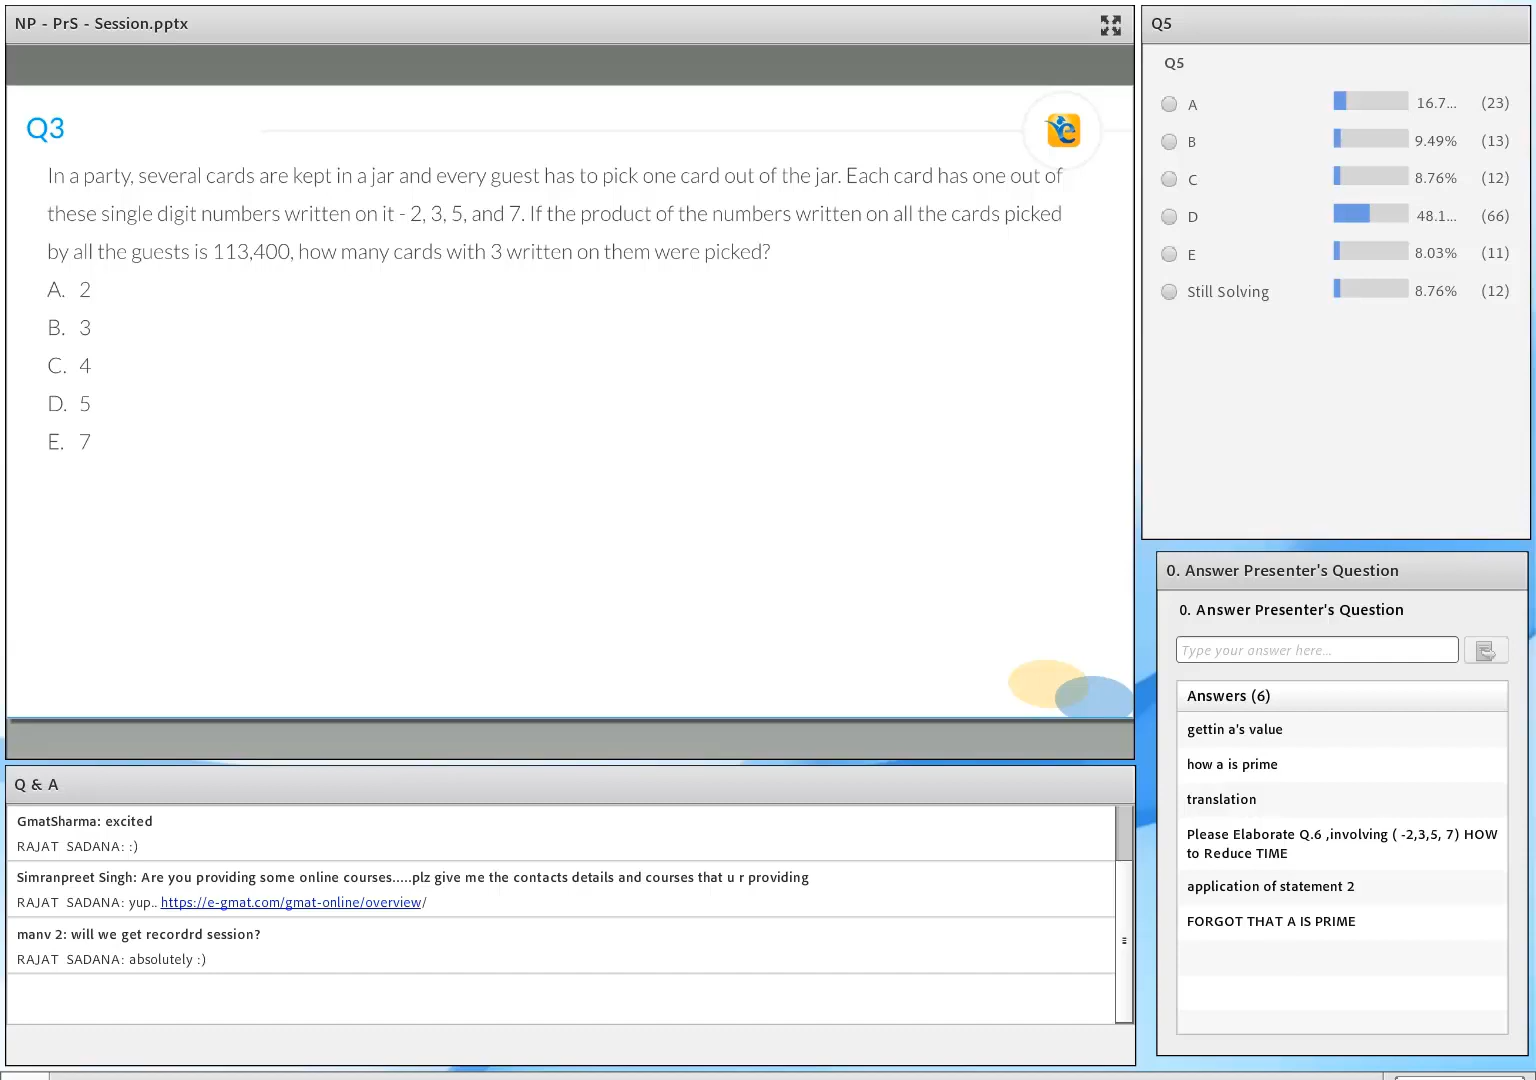 NP - PrS - Session.pptx
Q3
In a party, several cards are kept in a jar and every guest has to pick one card out of the jar. Each card has one out of
these single digit numbers written on it - 2, 3, 5, and 7. If the product of the numbers written on all the cards picked
by all the guests is 113,400, how many cards with 3 written on them were picked?
A. 2
B. 3
C. 4
D. 5
E. 7
Q & A
GmatSharma: excited
RAJAT SADANA: :)
Simranpreet Singh: Are you providing some online courses.....plz give me the contacts details and courses that u r providing
RAJAT SADANA: yup.. https://e-gmat.com/gmat-online/overview/
manv 2: will we get recordrd session?
RAJAT SADANA: absolutely :)
Q5
Q5
A 16.7... (23)
B 9.49% (13)
C 8.76% (12)
D 48.1... (66)
E 8.03% (11)
Still Solving 8.76% (12)
0. Answer Presenter's Question
0. Answer Presenter's Question
Type your answer here...
Answers (6)
gettin a's value
how a is prime
translation
Please Elaborate Q.6 ,involving ( -2,3,5, 7) HOW
to Reduce TIME
application of statement 2
FORGOT THAT A IS PRIME